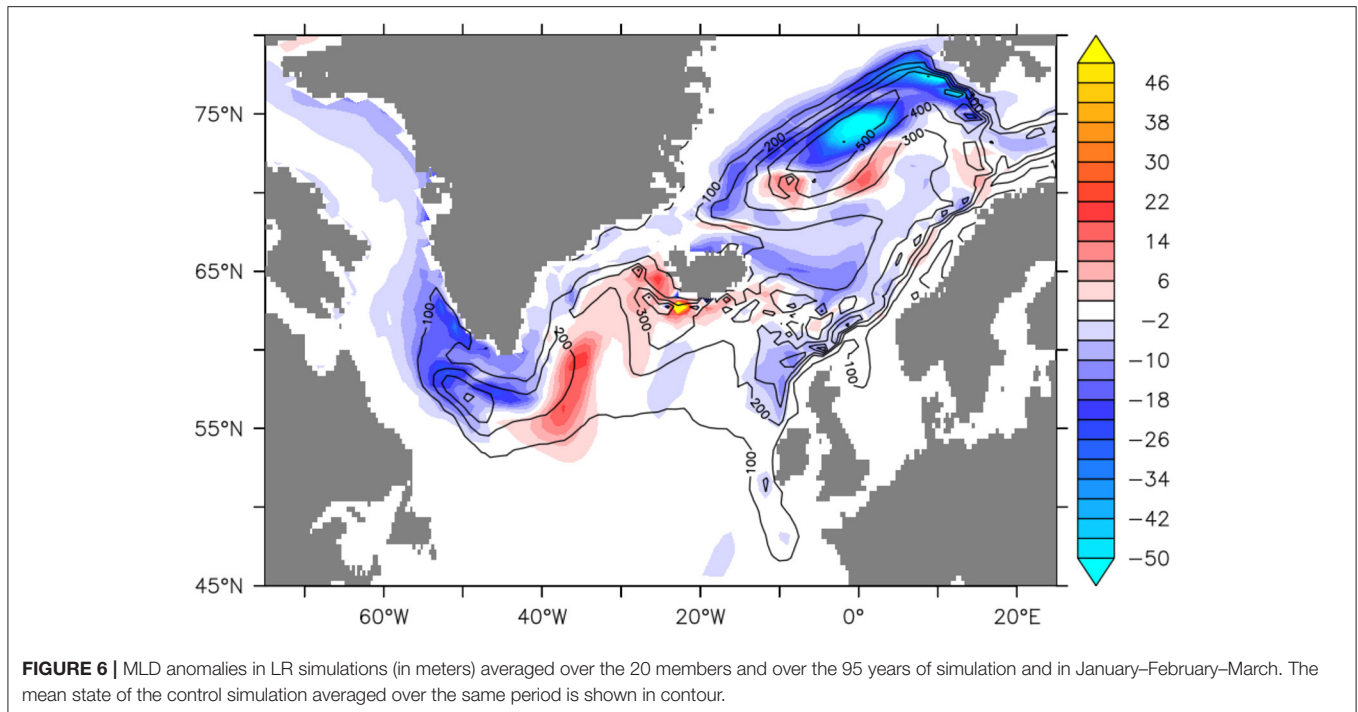 75°N
65°N
55°N
45°N
60°W
40°W
20°W
0°
20°E
46
38
30
22
14
6
−2
−10
−18
−26
−34
−42
−50
200
400
300
500
100
300
100
200
300
200
100
100
FIGURE 6 | MLD anomalies in LR simulations (in meters) averaged over the 20 members and over the 95 years of simulation and in January–February–March. The
mean state of the control simulation averaged over the same period is shown in contour.